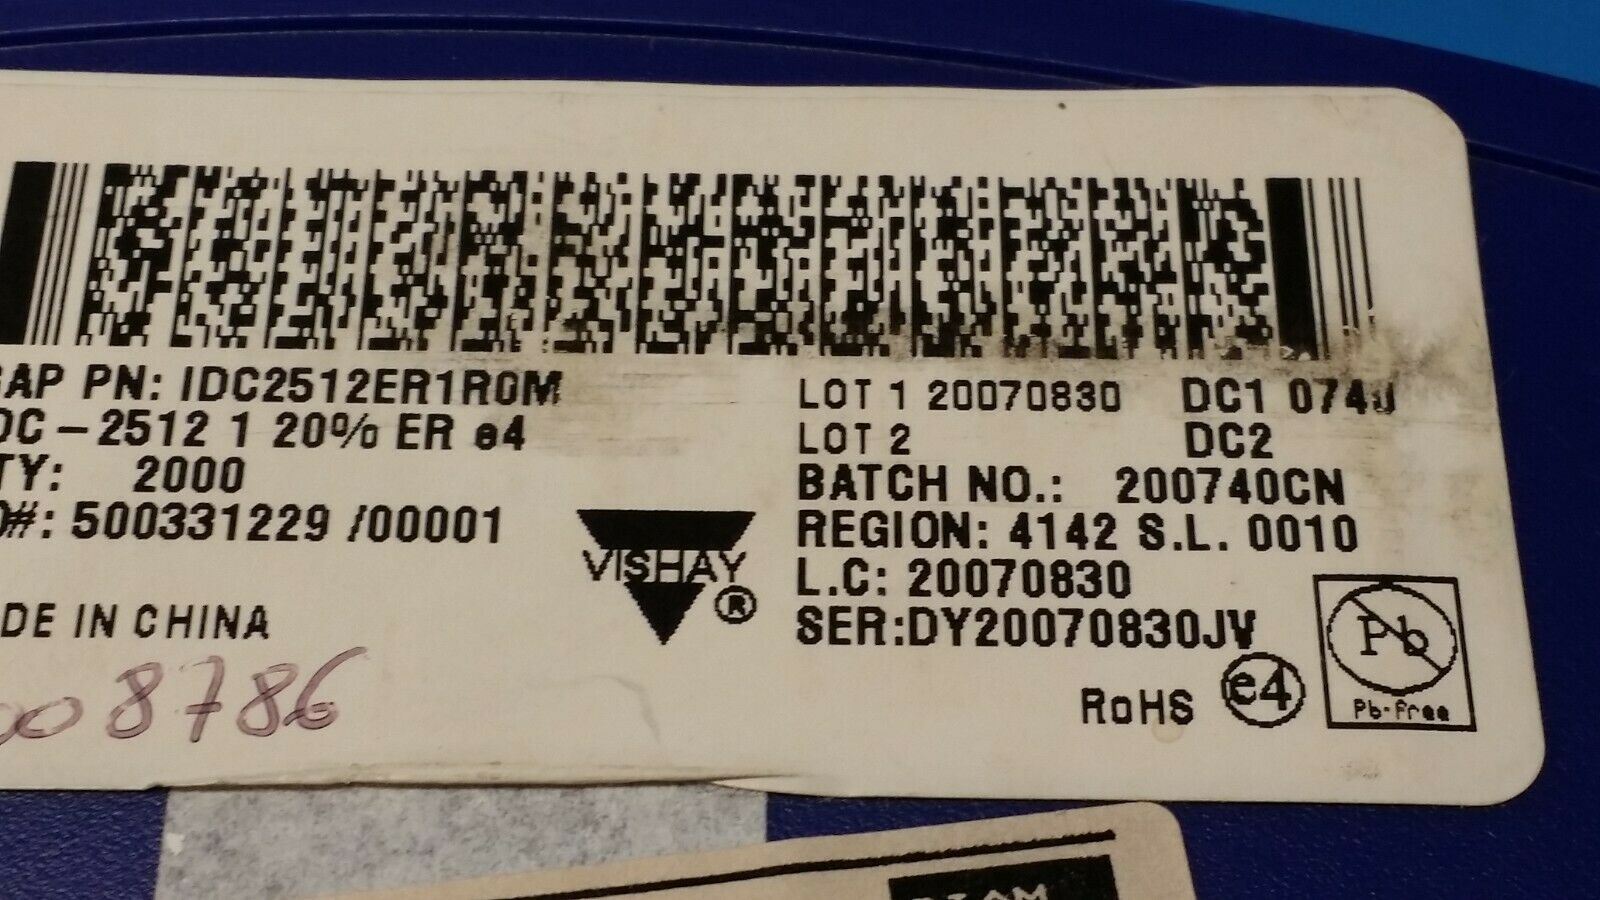 SAP PN: IDC2512ER1R0M
DC-2512 1 20% ER e4
TY: 2000
O#: 500331229 /00001
DE IN CHINA
008786
VISHAY®
LOT 1 20070830 DC1 0740
LOT 2 DC2
BATCH NO.: 200740CN
REGION: 4142 S.L. 0010
L.C: 20070830
SER:DY20070830JV
RoHS e4
Pb
Pb-Free